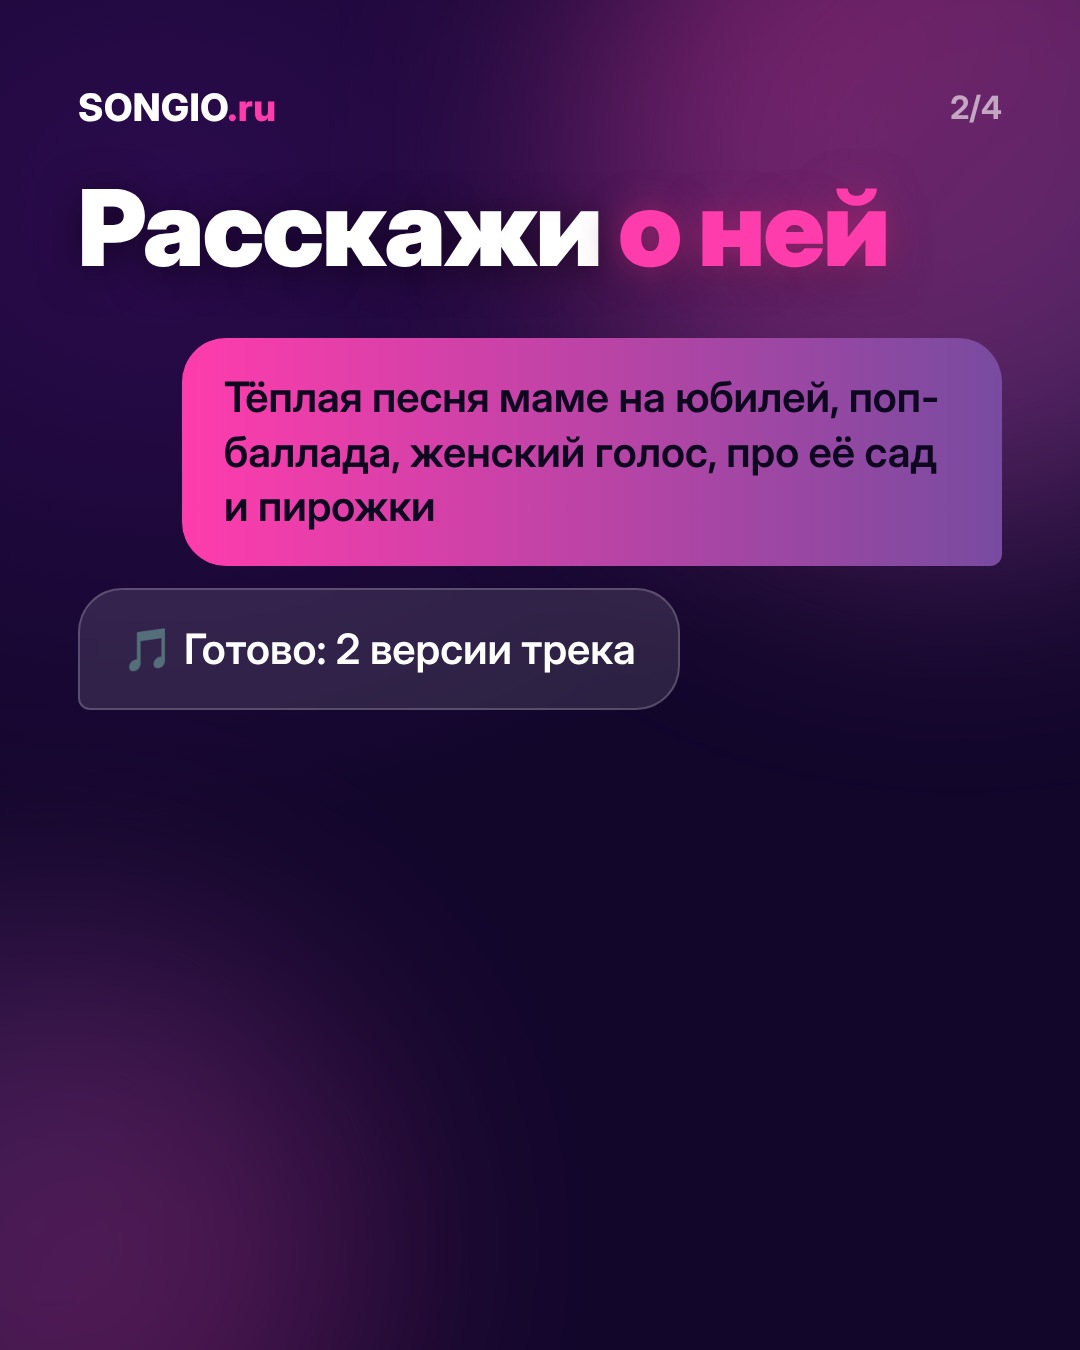 SONGIO.ru
2/4
Расскажи о ней
Тёплая песня маме на юбилей, поп-
баллада, женский голос, про её сад
и пирожки
🎵 Готово: 2 версии трека